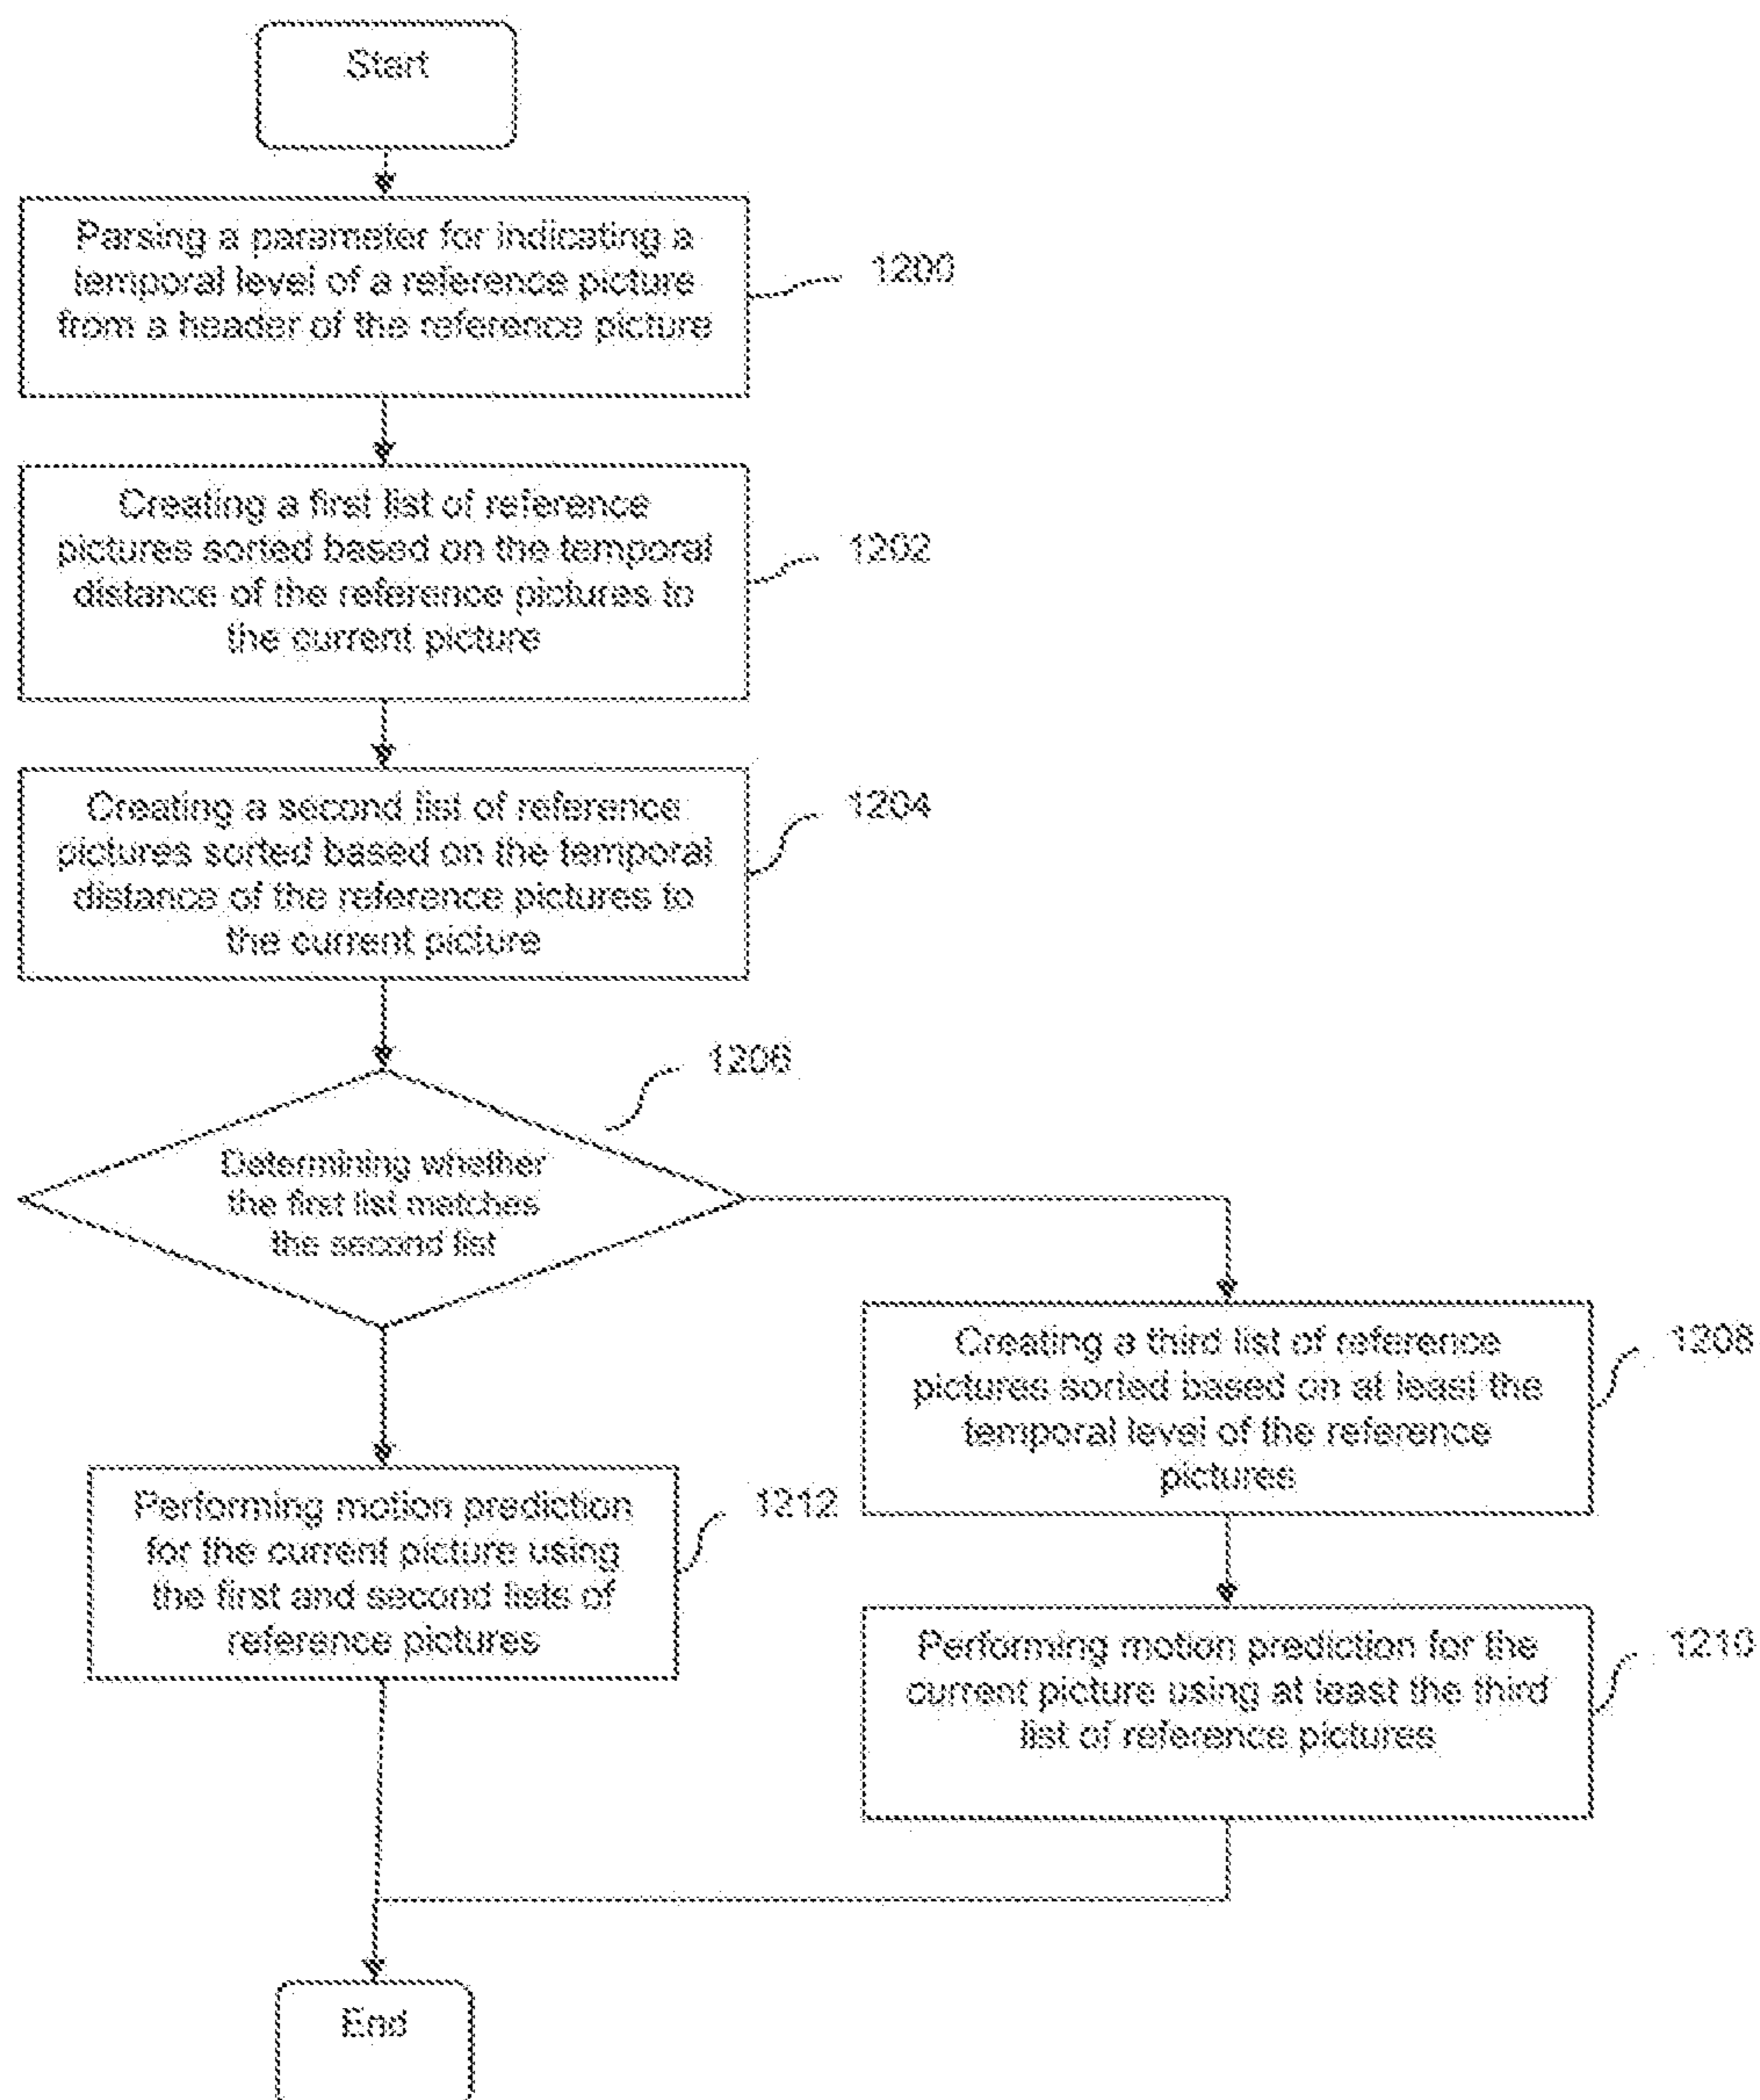 Start
Parsing a parameter for indicating a
temporal level of a reference picture
from a header of the reference picture
1200
Creating a first list of reference
pictures sorted based on the temporal
distance of the reference pictures to
the current picture
1202
Creating a second list of reference
pictures sorted based on the temporal
distance of the reference pictures to
the current picture
1204
Determining whether
the first list matches
the second list
1206
Creating a third list of reference
pictures sorted based on at least the
temporal level of the reference
pictures
1208
Performing motion prediction
for the current picture using
the first and second lists of
reference pictures
1212
Performing motion prediction for the
current picture using at least the third
list of reference pictures
1210
End